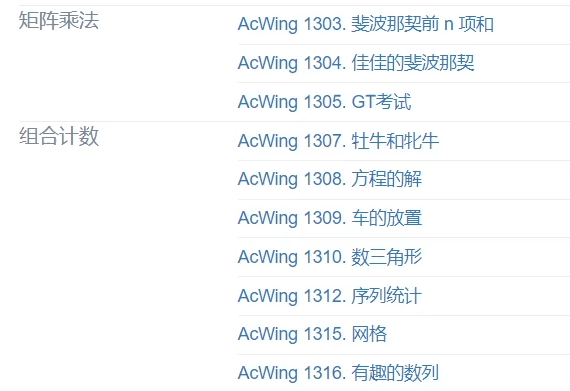 矩阵乘法
AcWing 1303. 斐波那契前 n 项和
AcWing 1304. 佳佳的斐波那契
AcWing 1305. GT考试
组合计数
AcWing 1307. 牡牛和牝牛
AcWing 1308. 方程的解
AcWing 1309. 车的放置
AcWing 1310. 数三角形
AcWing 1312. 序列统计
AcWing 1315. 网格
AcWing 1316. 有趣的数列